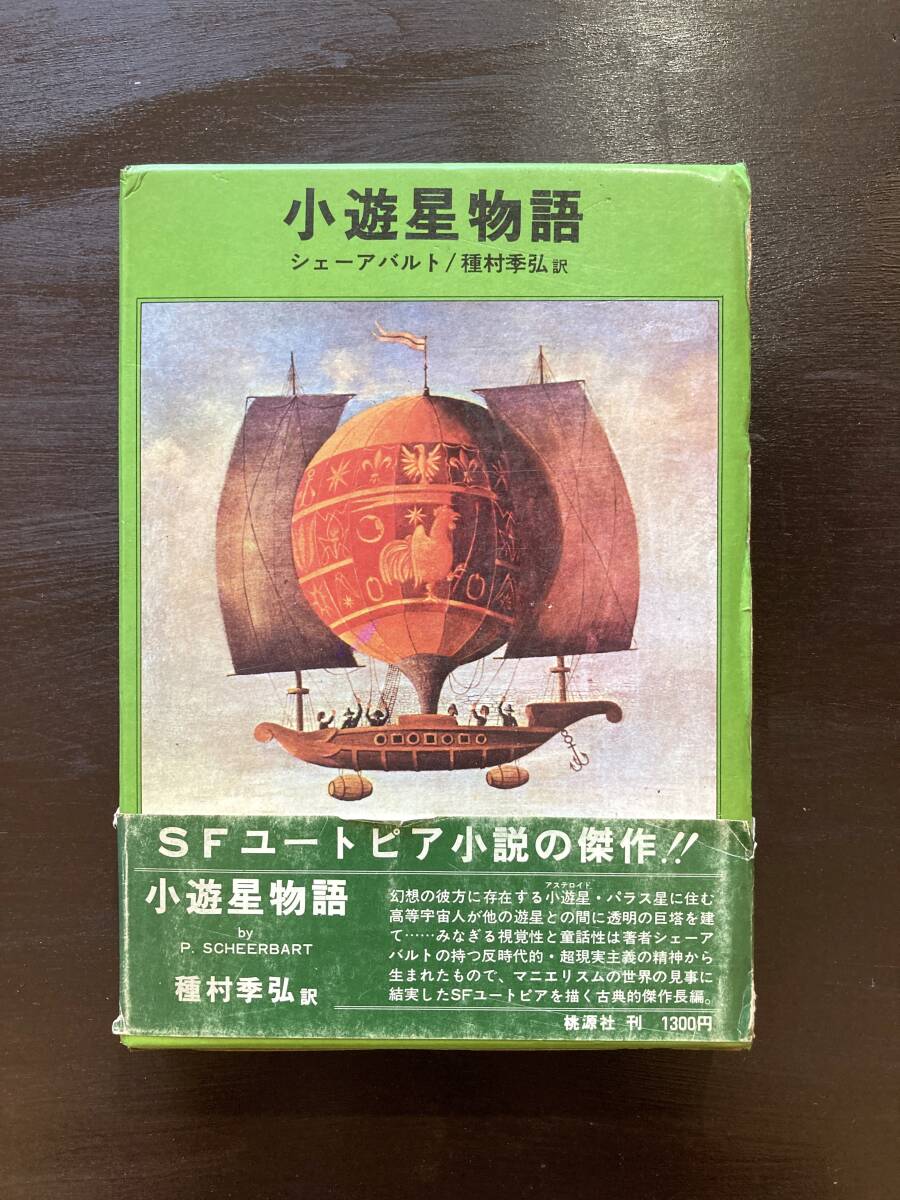 小遊星物語
シェーアバルト/種村季弘訳
SFユートピア小説の傑作!!
小遊星物語
by
P. SCHEERBART
種村季弘訳
アステロイド
幻想の彼方に存在する小遊星・パラス星に住む
高等宇宙人が他の遊星との間に透明の巨塔を建
て……みなぎる視覚性と童話性は著者シェーア
バルトの持つ反時代的・超現実主義の精神から
生まれたもので、マニエリスムの世界の見事に
結実したSFユートピアを描く古典的傑作長編。
桃源社 刊 1300円